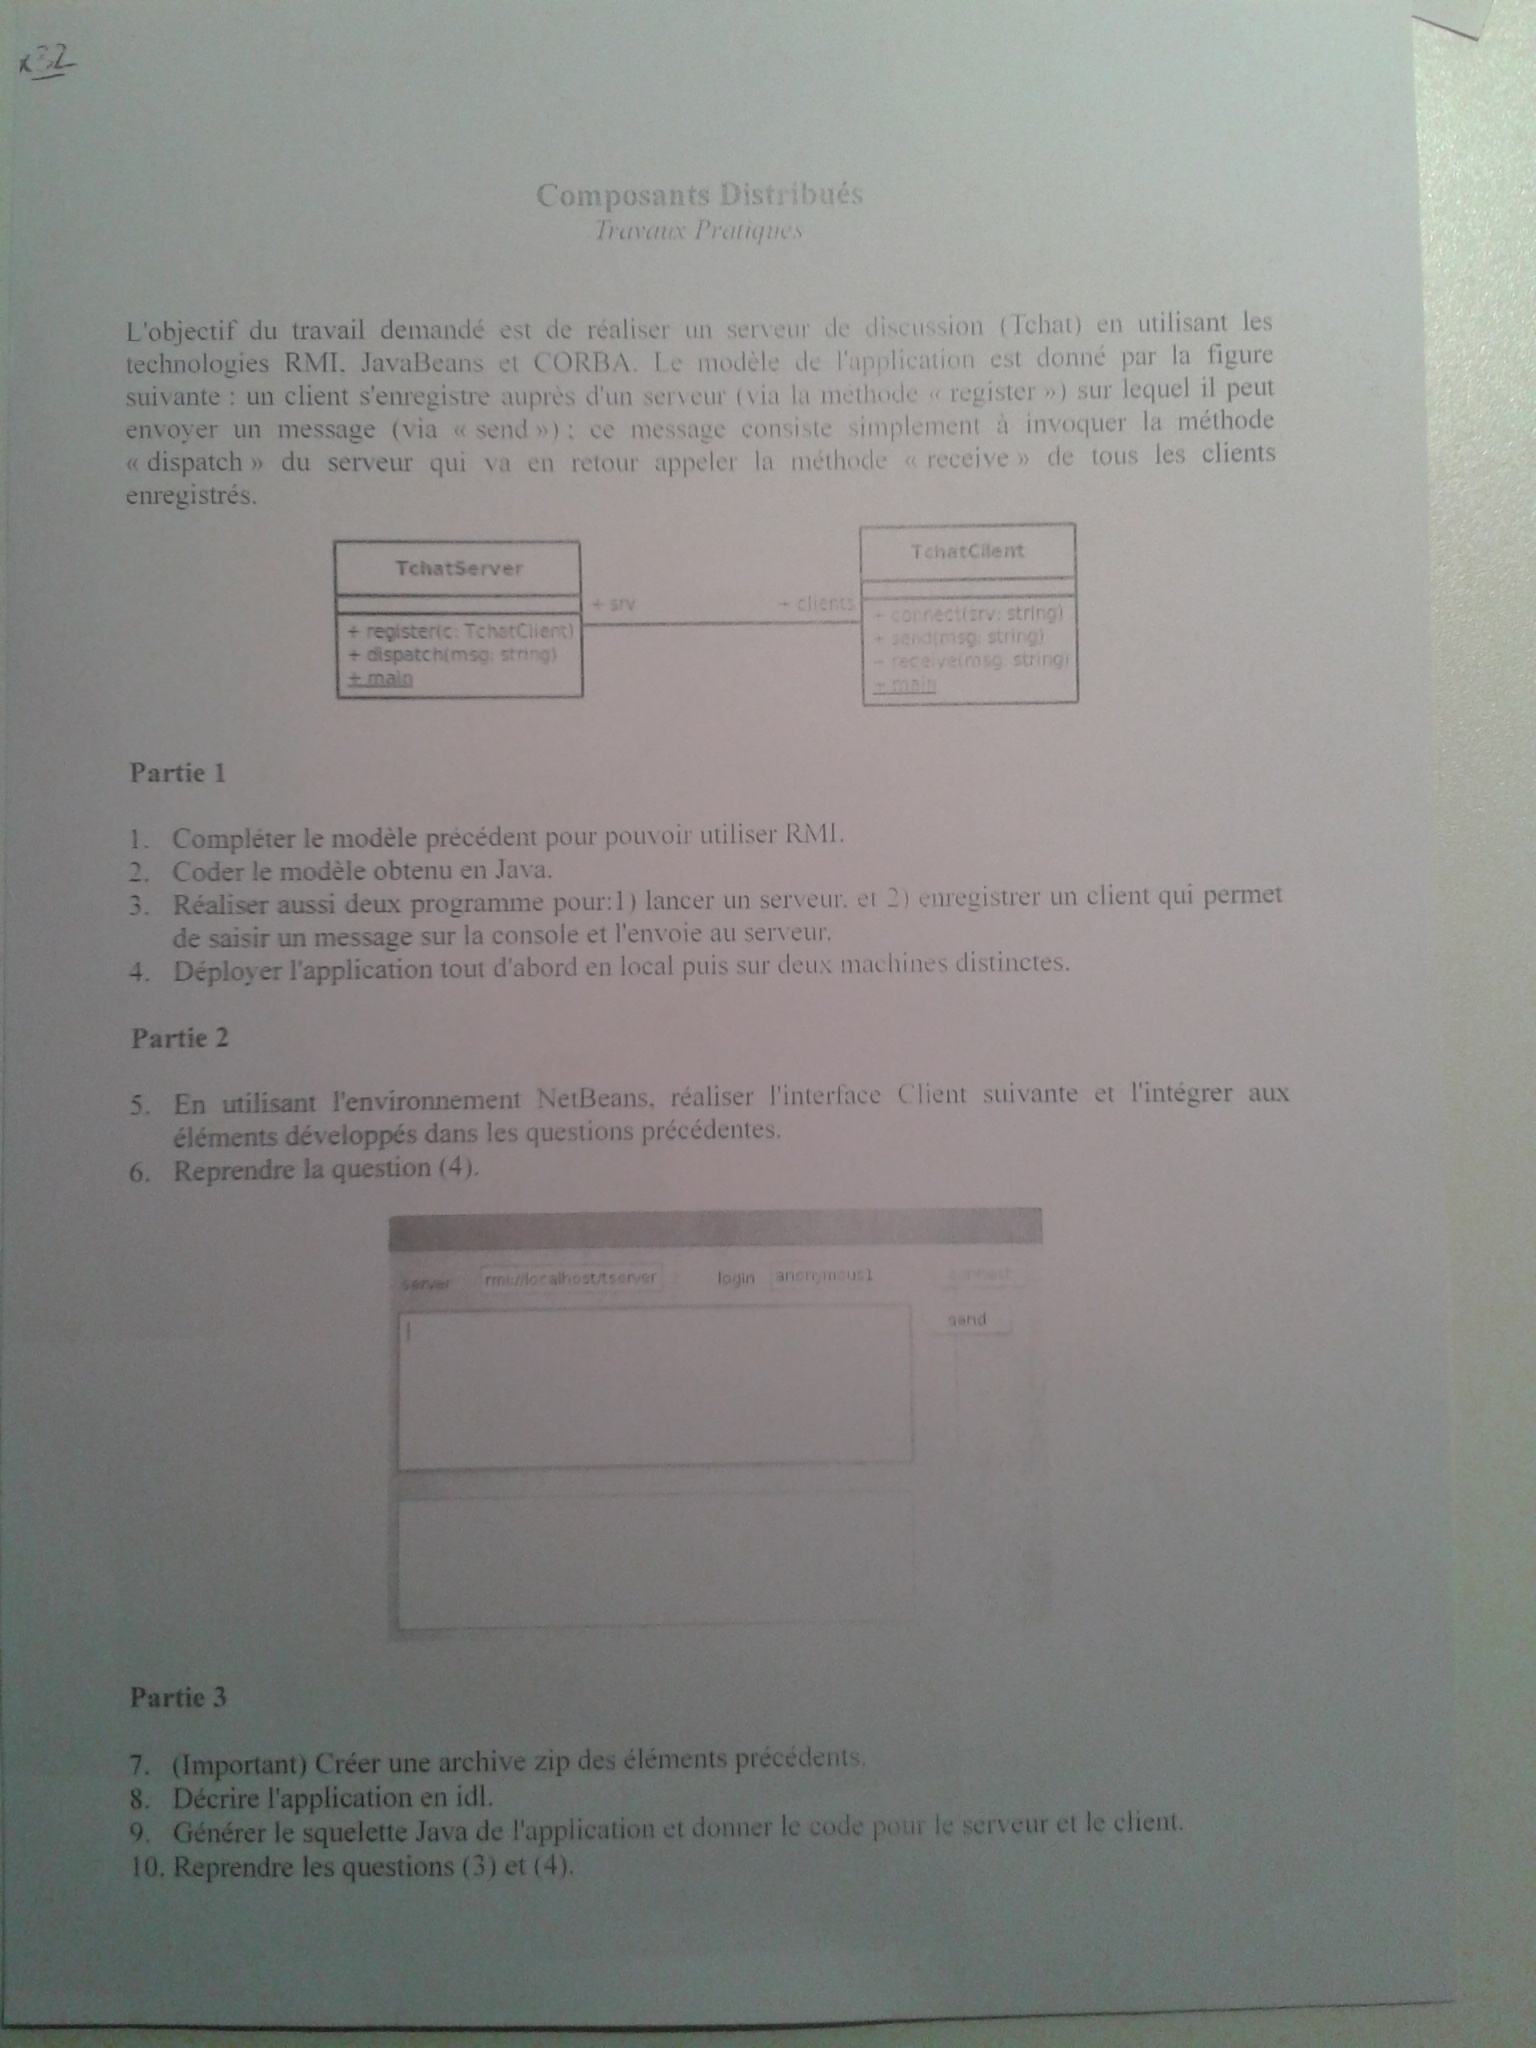 x32
Composants Distribués
Travaux Pratiques
L'objectif du travail demandé est de réaliser un serveur de discussion (Tchat) en utilisant les
technologies RMI, JavaBeans et CORBA. Le modèle de l'application est donné par la figure
suivante : un client s'enregistre auprès d'un serveur (via la méthode « register ») sur lequel il peut
envoyer un message (via « send ») ; ce message consiste simplement à invoquer la méthode
« dispatch » du serveur qui va en retour appeler la méthode « receive » de tous les clients
enregistrés.
TchatServer
+ register(c: TchatClient)
+ dispatch(msg: string)
+ main
+ srv
+ clients
TchatClient
+ connect(srv: string)
+ send(msg: string)
+ receive(msg: string)
+ main
Partie 1
1. Compléter le modèle précédent pour pouvoir utiliser RMI.
2. Coder le modèle obtenu en Java.
3. Réaliser aussi deux programme pour:1) lancer un serveur. et 2) enregistrer un client qui permet
de saisir un message sur la console et l'envoie au serveur.
4. Déployer l'application tout d'abord en local puis sur deux machines distinctes.
Partie 2
5. En utilisant l'environnement NetBeans, réaliser l'interface Client suivante et l'intégrer aux
éléments développés dans les questions précédentes.
6. Reprendre la question (4).
server rmi://localhost/tserver login anonymous1 connect
send
Partie 3
7. (Important) Créer une archive zip des éléments précédents.
8. Décrire l'application en idl.
9. Générer le squelette Java de l'application et donner le code pour le serveur et le client.
10. Reprendre les questions (3) et (4).